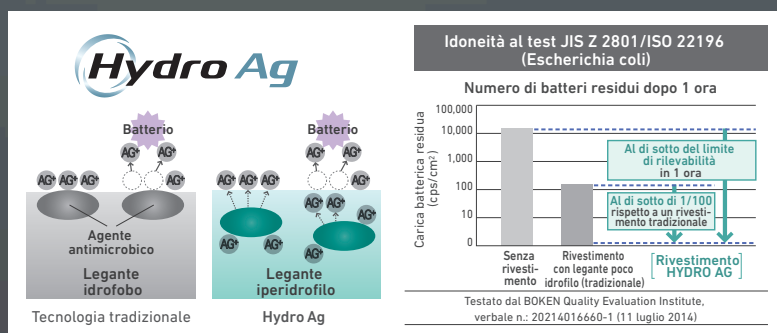 Hydro Ag
Batterio
AG+ AG+
AG+ AG+ AG+ AG+
Agente
antimicrobico
Legante
idrofobo
Tecnologia tradizionale
Batterio
AG+ AG+
AG+ AG+ AG+ AG+
AG+ AG+
AG+ AG+
AG+
Legante
iperidrofilo
Hydro Ag
Idoneità al test JIS Z 2801/ISO 22196
(Escherichia coli)
Numero di batteri residui dopo 1 ora
Carica batterica residua
(cps/cm²)
100,000
10,000
1,000
100
10
0
Al di sotto del limite
di rilevabilità
in 1 ora
Al di sotto di 1/100
rispetto a un rivesti-
mento tradizionale
Senza
rivesti-
mento
Rivestimento
con legante poco
idrofilo (tradizionale)
[Rivestimento
HYDRO AG]
Testato dal BOKEN Quality Evaluation Institute,
verbale n.: 20214016660-1 (11 luglio 2014)